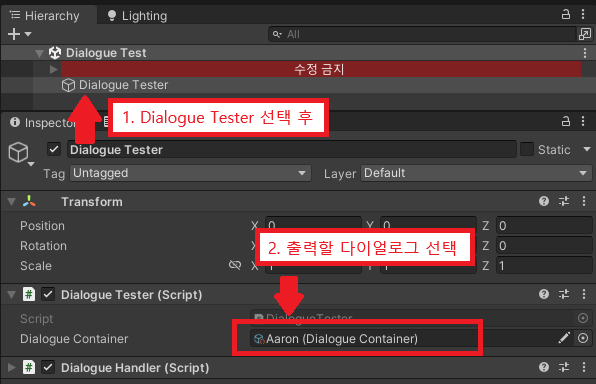 Hierarchy
Lighting
All
Dialogue Test
수정 금지
Dialogue Tester
1. Dialogue Tester 선택 후
Inspector
Dialogue Tester
Static
Tag Untagged Layer Default
Transform
Position X 0 Y 0 Z 0
Rotation X Z 0
2. 출력할 다이얼로그 선택
Scale X 1 Y 1 Z 1
Dialogue Tester (Script)
Script DialogueTester
Dialogue Container Aaron (Dialogue Container)
Dialogue Handler (Script)